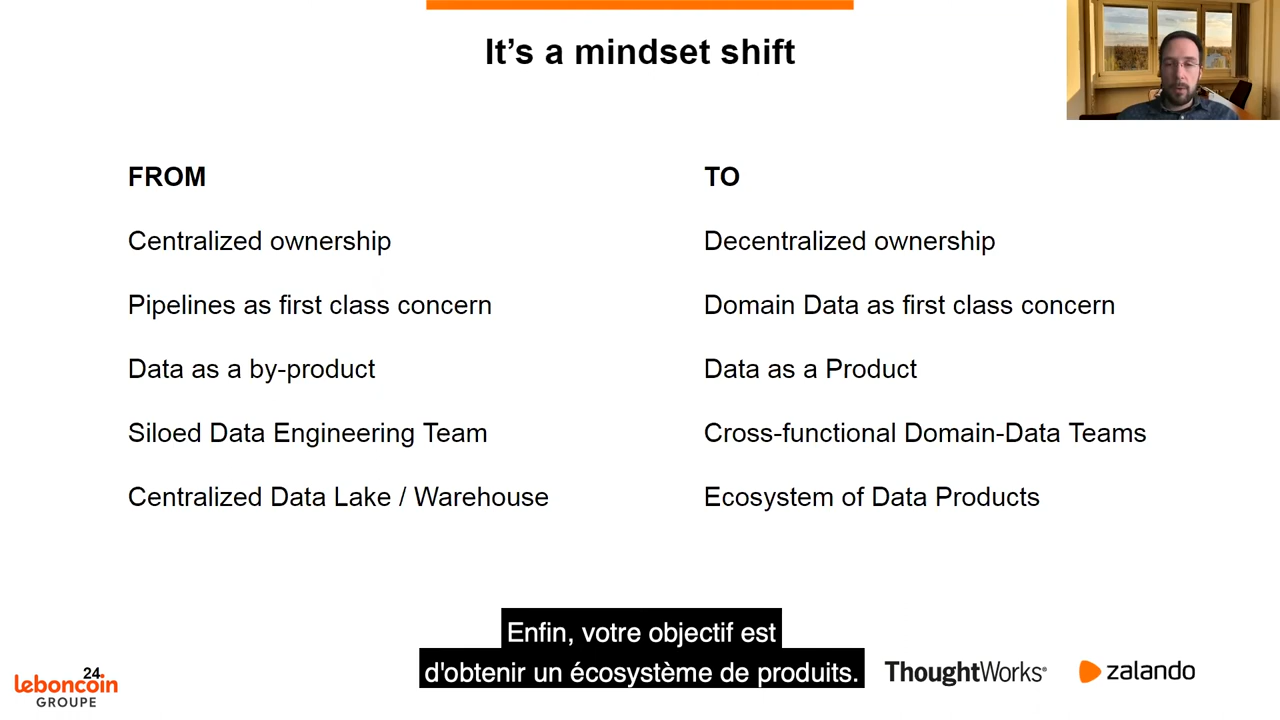 It's a mindset shift
FROM
TO
Centralized ownership
Decentralized ownership
Pipelines as first class concern
Domain Data as first class concern
Data as a by-product
Data as a Product
Siloed Data Engineering Team
Cross-functional Domain-Data Teams
Centralized Data Lake / Warehouse
Ecosystem of Data Products
Enfin, votre objectif est
d'obtenir un écosystème de produits.
24
leboncoin
GROUPE
ThoughtWorks®
zalando